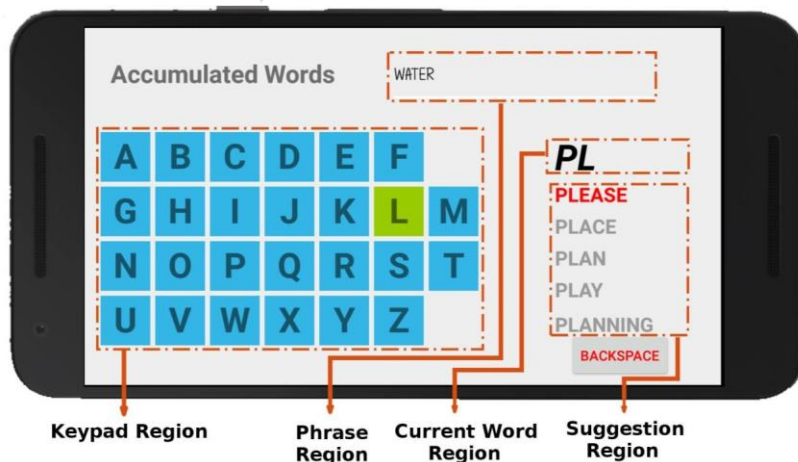 Accumulated Words
WATER
A B C D E F
G H I J K L M
N O P Q R S T
U V W X Y Z
PL
PLEASE
PLACE
PLAN
PLAY
PLANNING
BACKSPACE
Keypad Region
Phrase
Region
Current Word
Region
Suggestion
Region